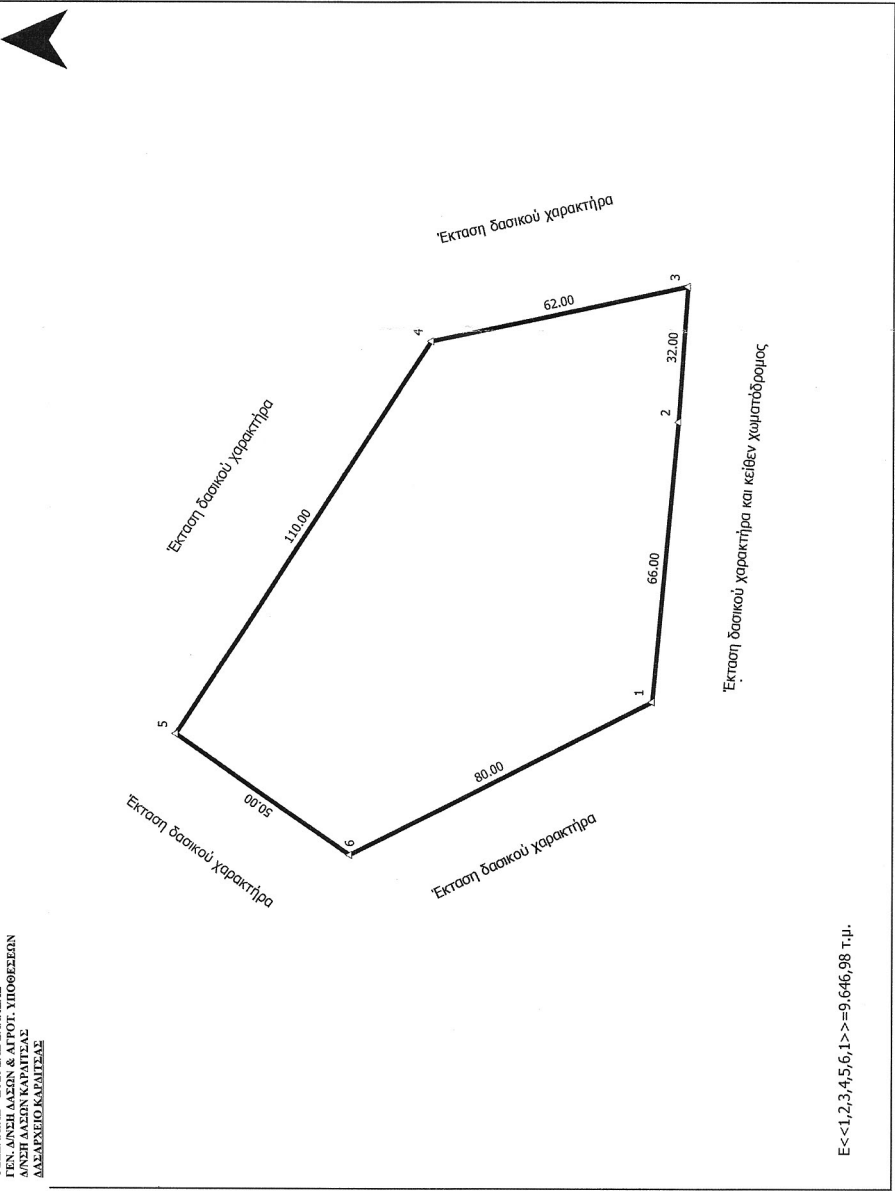 ΓΕΝ. Δ/ΝΣΗ ΔΑΣΩΝ & ΑΓΡΟΤ. ΥΠΟΘΕΣΕΩΝ
Δ/ΝΣΗ ΔΑΣΩΝ ΚΑΡΔΙΤΣΑΣ
ΔΑΣΑΡΧΕΙΟ ΚΑΡΔΙΤΣΑΣ
Έκταση δασικού χαρακτήρα
5
50.00
6
Έκταση δασικού χαρακτήρα
110.00
4
Έκταση δασικού χαρακτήρα
80.00
1
Έκταση δασικού χαρακτήρα
62.00
3
66.00
2
32.00
Έκταση δασικού χαρακτήρα και κείθεν χωματόδρομος
Ε<<1,2,3,4,5,6,1>>=9.646,98 τ.μ.